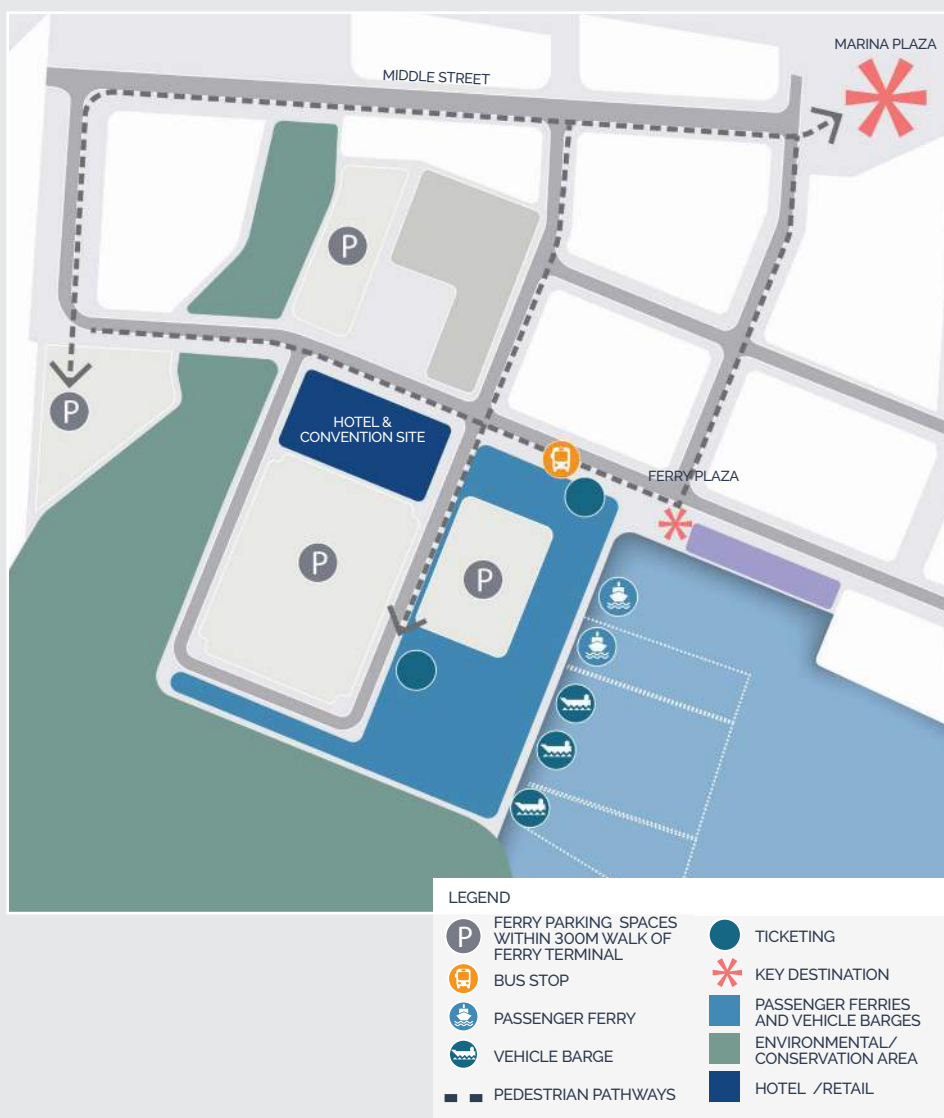 MARINA PLAZA
MIDDLE STREET
P
P
HOTEL &
CONVENTION SITE
FERRY PLAZA
P
P
LEGEND
P
FERRY PARKING SPACES
WITHIN 300M WALK OF
FERRY TERMINAL
BUS STOP
PASSENGER FERRY
VEHICLE BARGE
PEDESTRIAN PATHWAYS
TICKETING
KEY DESTINATION
PASSENGER FERRIES
AND VEHICLE BARGES
ENVIRONMENTAL/
CONSERVATION AREA
HOTEL /RETAIL